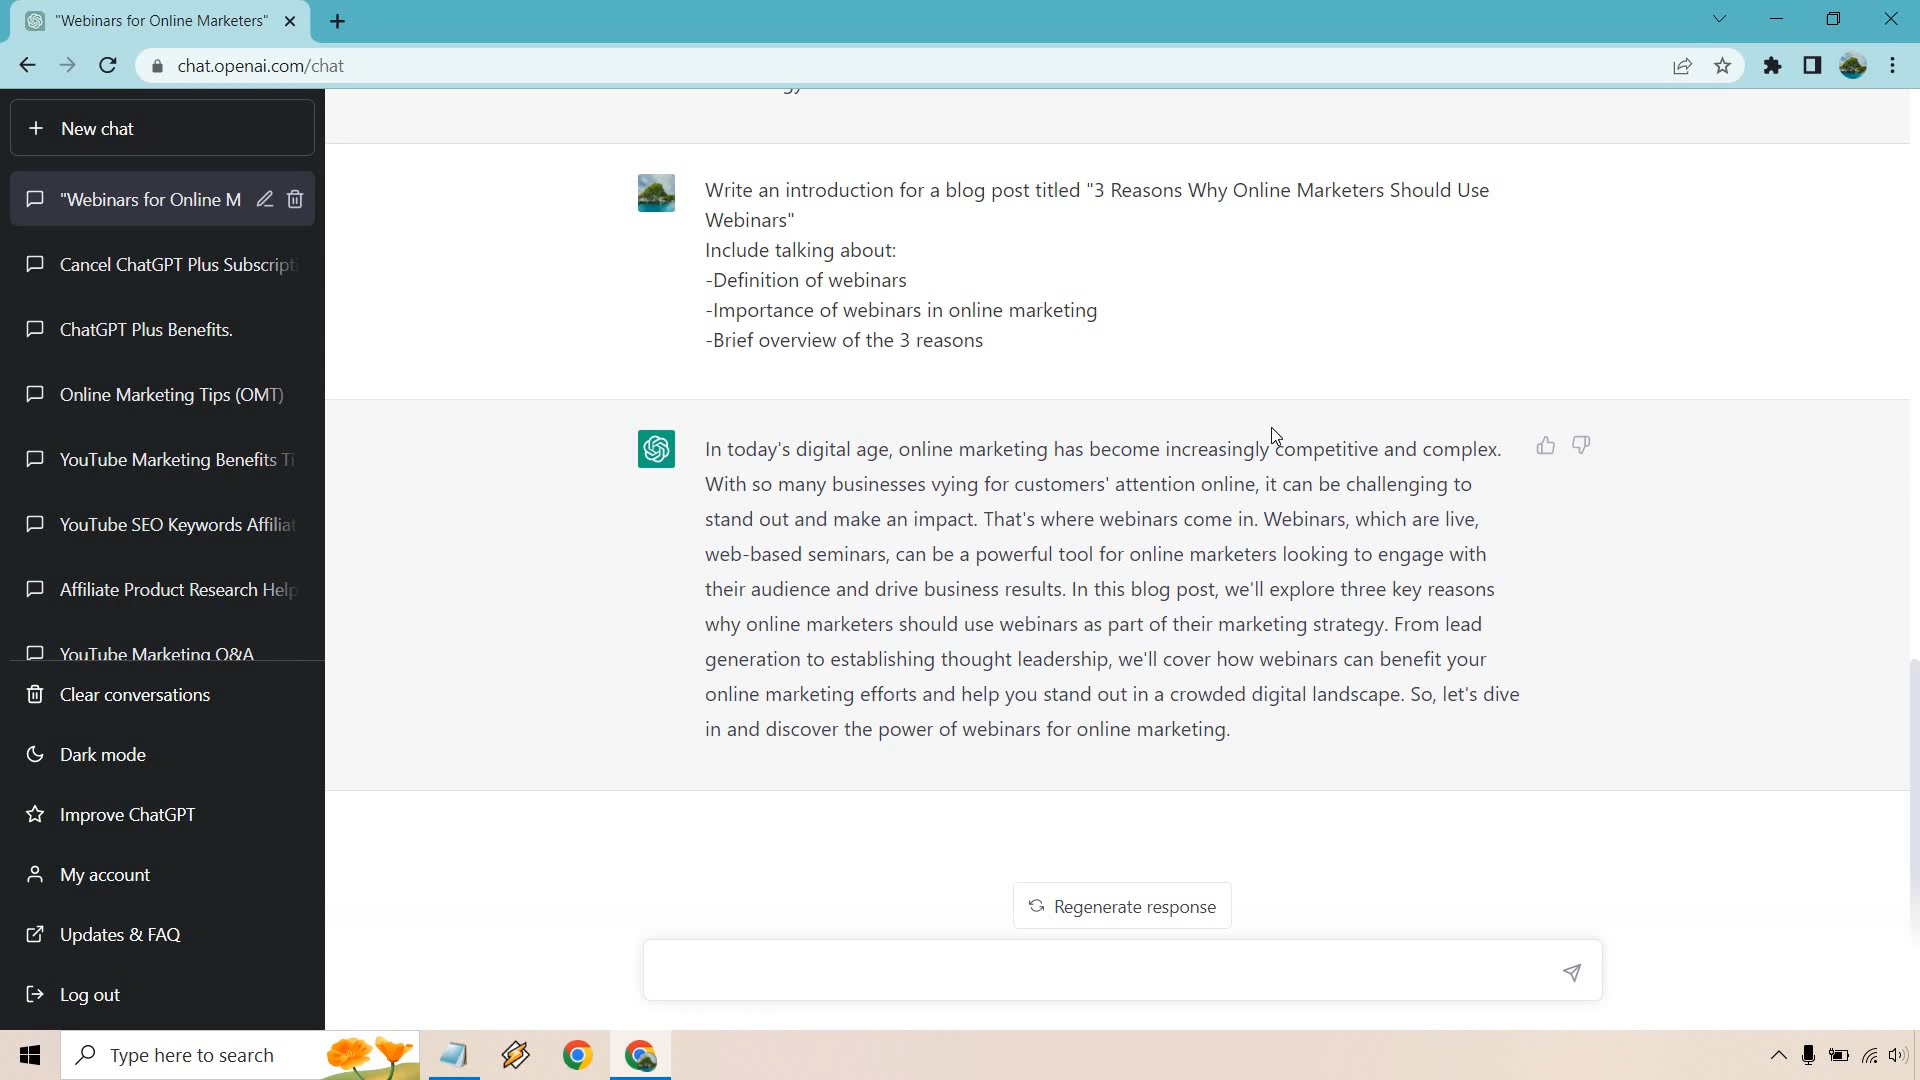 "Webinars for Online Marketers"
chat.openai.com/chat
New chat
"Webinars for Online M
Cancel ChatGPT Plus Subscripti
ChatGPT Plus Benefits.
Online Marketing Tips (OMT)
YouTube Marketing Benefits Ti
YouTube SEO Keywords Affiliat
Affiliate Product Research Help
YouTube Marketing Q&A
Clear conversations
Dark mode
Improve ChatGPT
My account
Updates & FAQ
Log out
Write an introduction for a blog post titled "3 Reasons Why Online Marketers Should Use
Webinars"
Include talking about:
-Definition of webinars
-Importance of webinars in online marketing
-Brief overview of the 3 reasons
In today's digital age, online marketing has become increasingly competitive and complex.
With so many businesses vying for customers' attention online, it can be challenging to
stand out and make an impact. That's where webinars come in. Webinars, which are live,
web-based seminars, can be a powerful tool for online marketers looking to engage with
their audience and drive business results. In this blog post, we'll explore three key reasons
why online marketers should use webinars as part of their marketing strategy. From lead
generation to establishing thought leadership, we'll cover how webinars can benefit your
online marketing efforts and help you stand out in a crowded digital landscape. So, let's dive
in and discover the power of webinars for online marketing.
Regenerate response
Type here to search